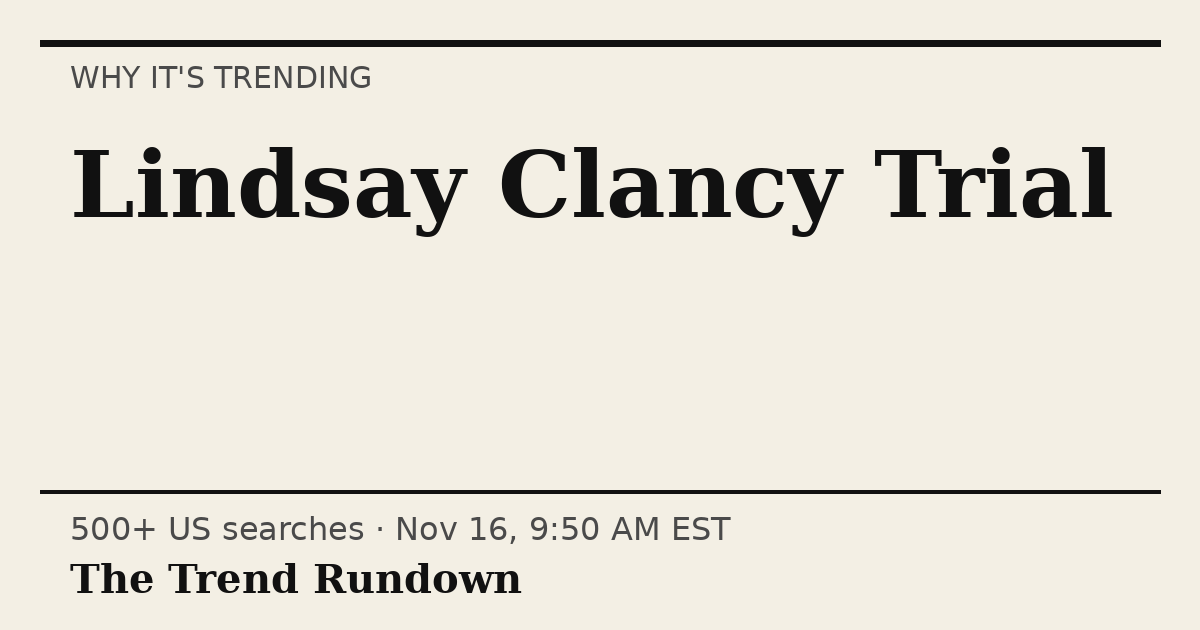 WHY IT'S TRENDING
Lindsay Clancy Trial
500+ US searches · Nov 16, 9:50 AM EST
The Trend Rundown